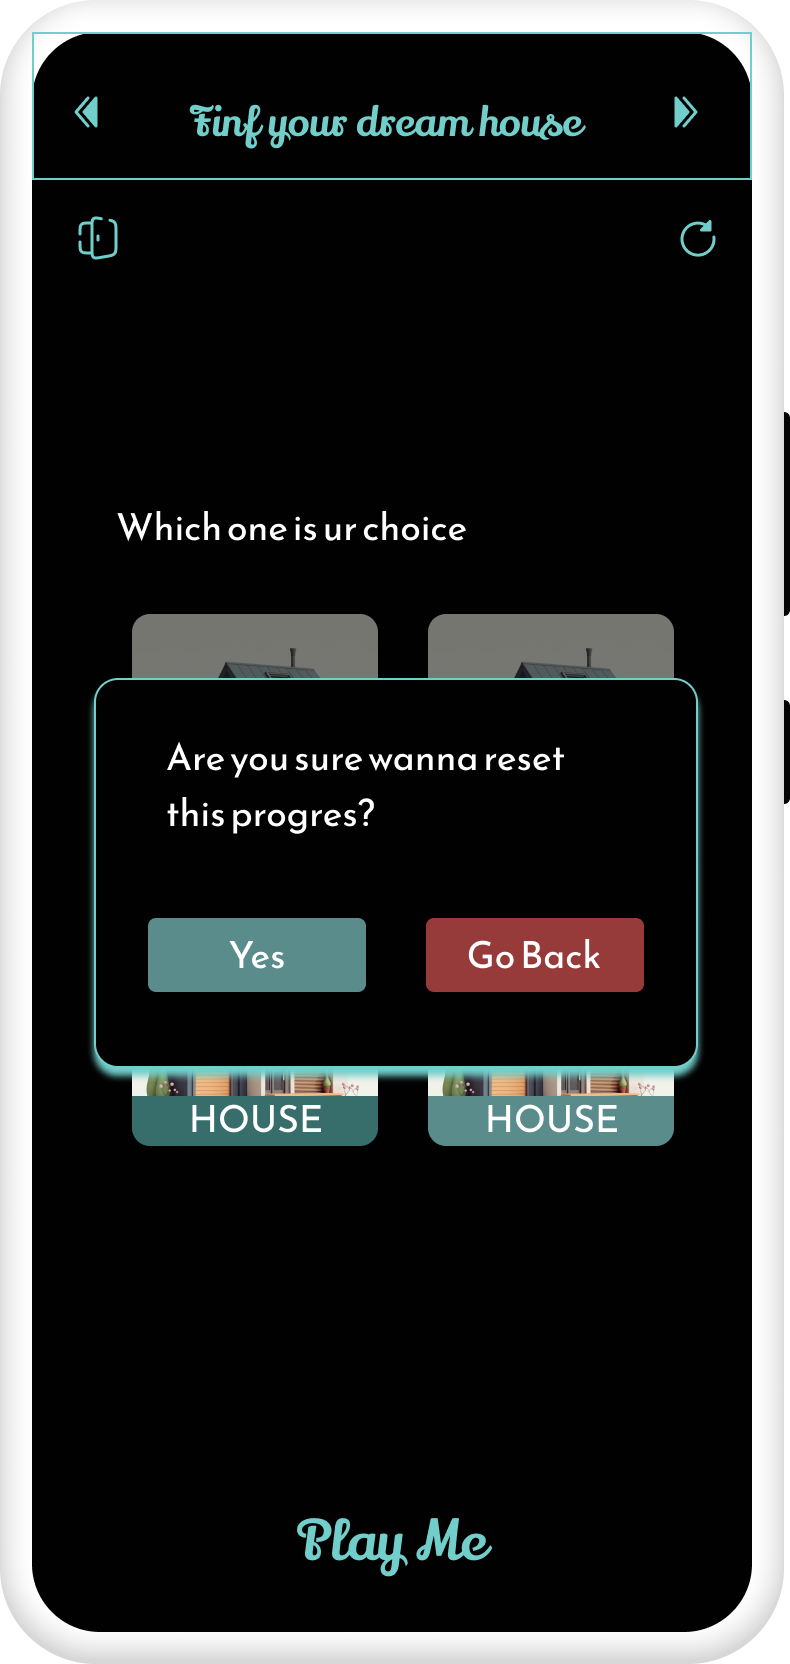 Finf your dream house
Which one is ur choice
Are you sure wanna reset
this progres?
Yes
Go Back
HOUSE
HOUSE
Play Me